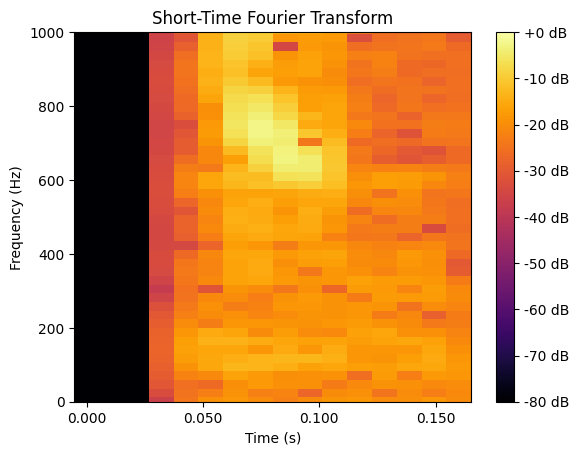 Short-Time Fourier Transform
Frequency (Hz)
1000
800
600
400
200
0
0.000
0.050
0.100
0.150
Time (s)
+0 dB
-10 dB
-20 dB
-30 dB
-40 dB
-50 dB
-60 dB
-70 dB
-80 dB